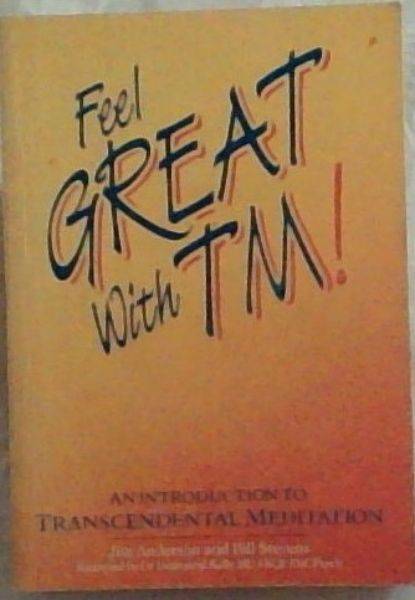 Feel
GREAT
With TM!
AN INTRODUCTION TO
TRANSCENDENTAL MEDITATION
Jim Anderson and Bill Stevens